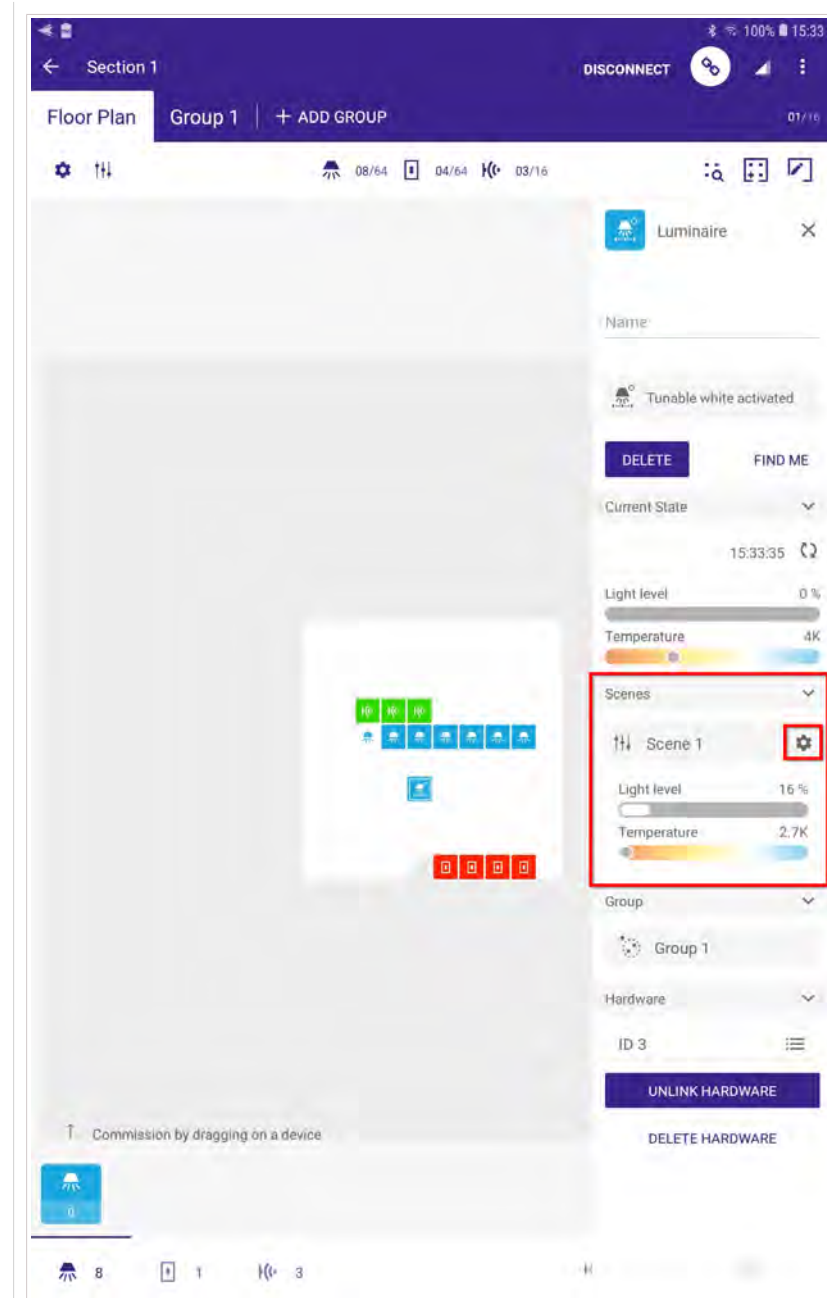 100% 15:33
Section 1 DISCONNECT
Floor Plan Group 1 + ADD GROUP 01/16
08/64 04/64 03/16
Luminaire
Name
Tunable white activated
DELETE FIND ME
Current State
15:33:35
Light level 0 %
Temperature 4K
Scenes
Scene 1
Light level 16 %
Temperature 2.7K
Group
Group 1
Hardware
ID 3
UNLINK HARDWARE
Commission by dragging on a device
DELETE HARDWARE
0
8 1 3